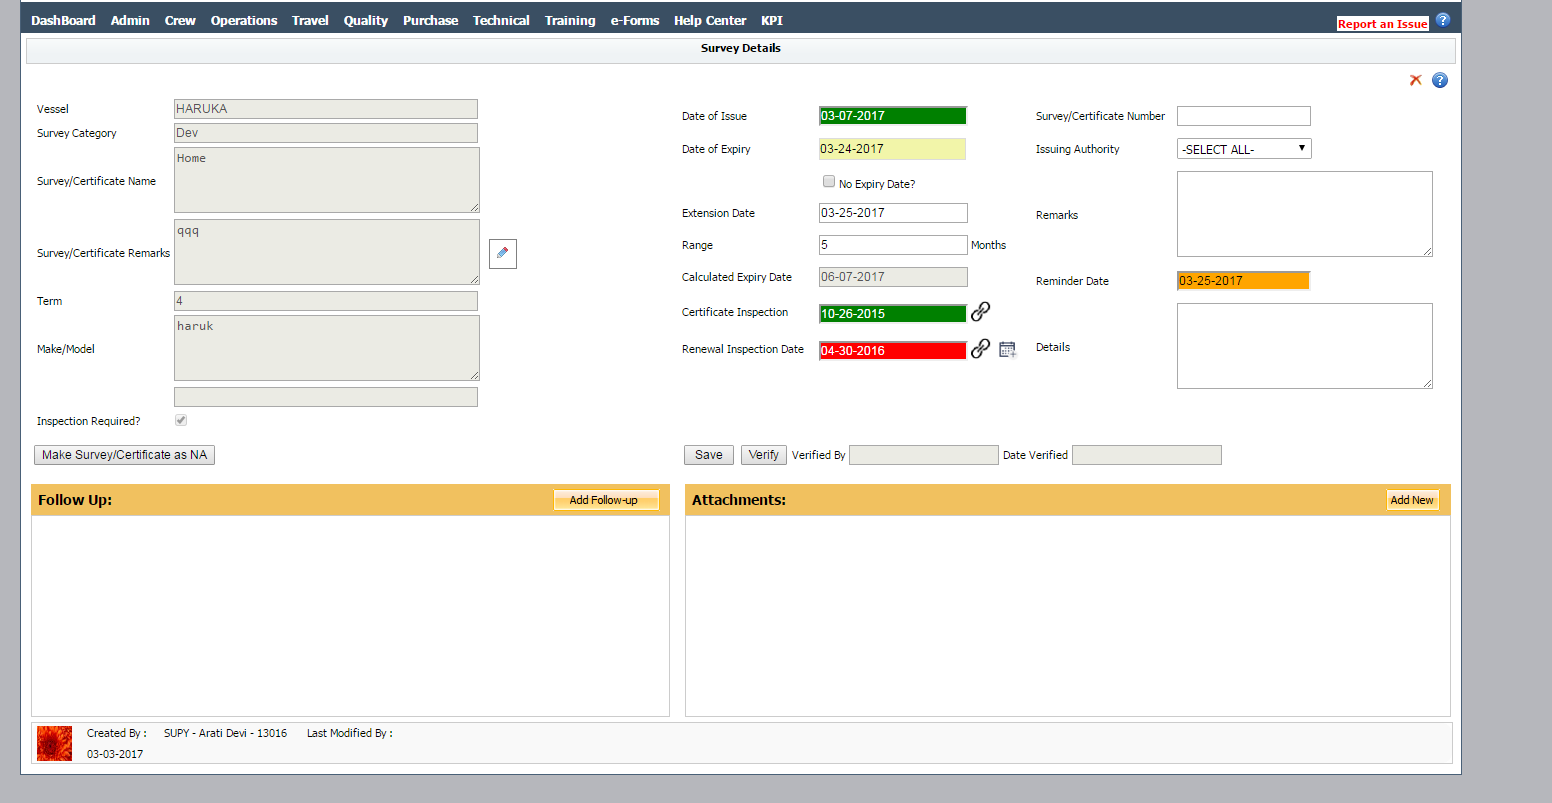 DashBoard Admin Crew Operations Travel Quality Purchase Technical Training e-Forms Help Center KPI
Report an Issue ?
Survey Details
?
Vessel HARUKA
Survey Category Dev
Survey/Certificate Name Home
Survey/Certificate Remarks qqq
Term 4
Make/Model haruk
Inspection Required?
Date of Issue 03-07-2017
Date of Expiry 03-24-2017
No Expiry Date?
Extension Date 03-25-2017
Range 5 Months
Calculated Expiry Date 06-07-2017
Certificate Inspection 10-26-2015
Renewal Inspection Date 04-30-2016
Survey/Certificate Number
Issuing Authority -SELECT ALL-
Remarks
Reminder Date 03-25-2017
Details
Make Survey/Certificate as NA
Save Verify Verified By Date Verified
Follow Up: Add Follow-up
Attachments: Add New
Created By : SUPY - Arati Devi - 13016 Last Modified By :
03-03-2017